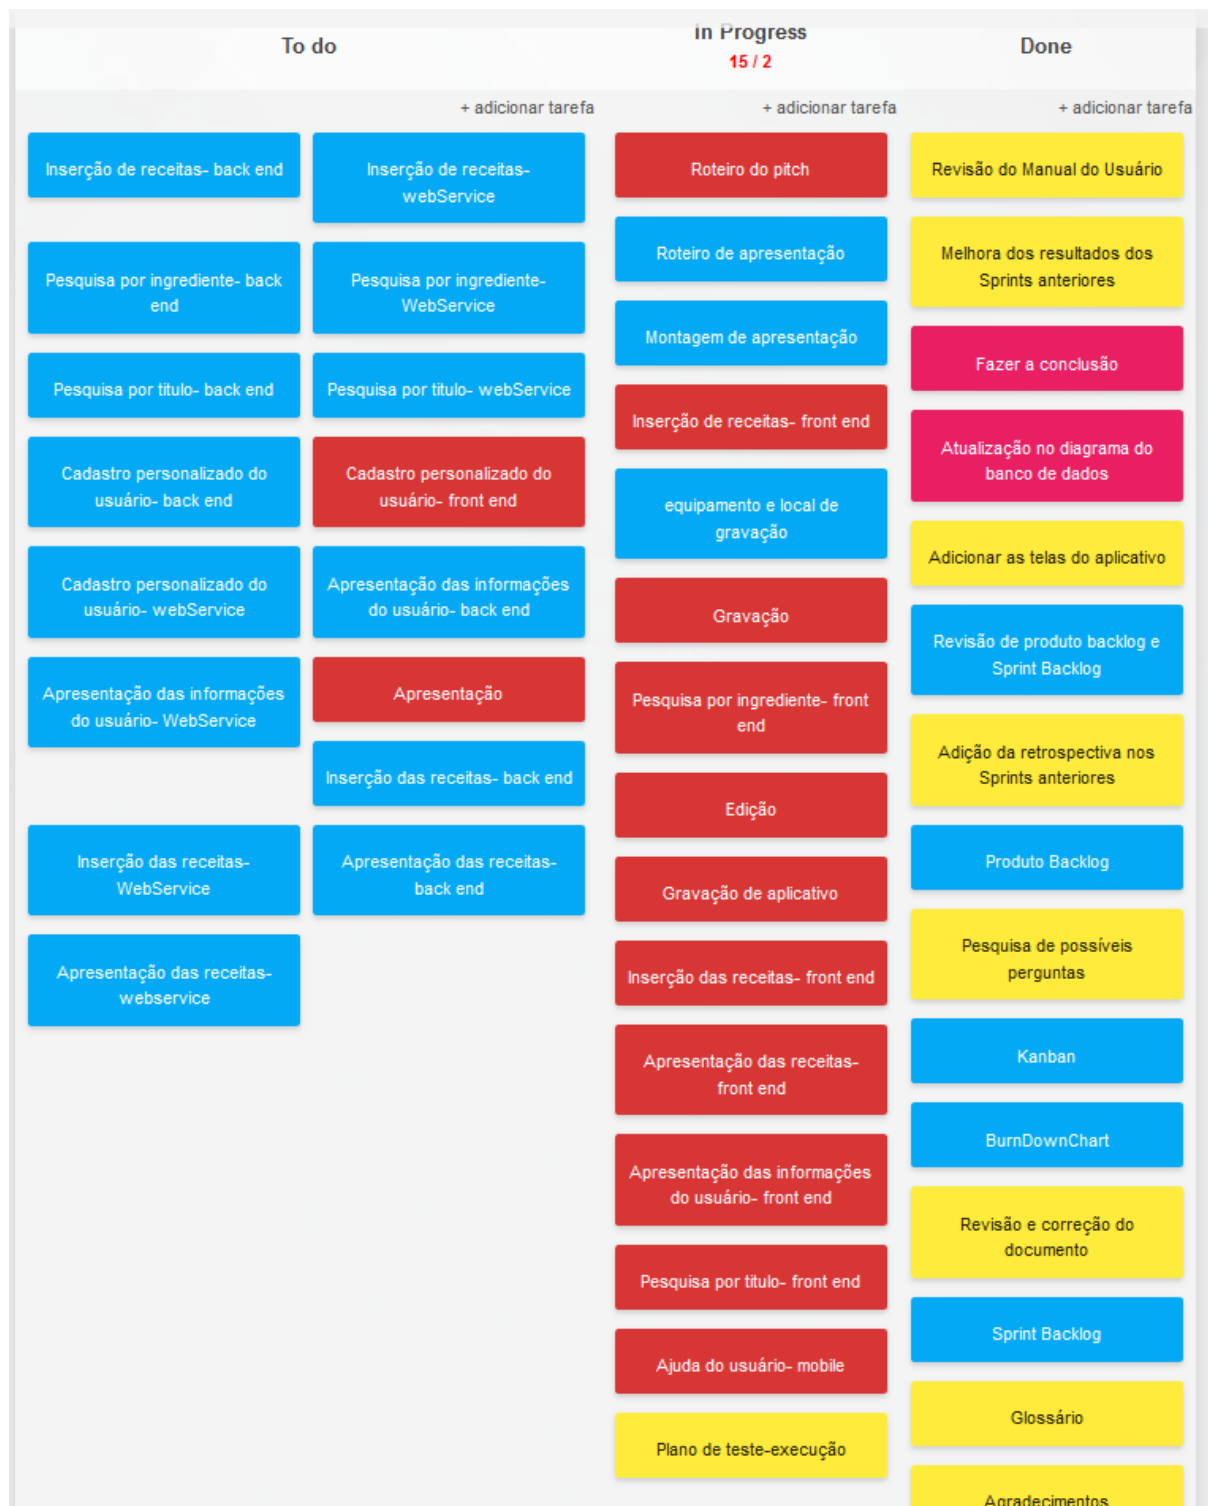 To do
In Progress
15 / 2
Done
+ adicionar tarefa
+ adicionar tarefa
+ adicionar tarefa
Inserção de receitas- back end
Inserção de receitas-
webService
Pesquisa por ingrediente- back
end
Pesquisa por ingrediente-
WebService
Pesquisa por titulo- back end
Pesquisa por titulo- webService
Cadastro personalizado do
usuário- back end
Cadastro personalizado do
usuário- front end
Cadastro personalizado do
usuário- webService
Apresentação das informações
do usuário- back end
Apresentação das informações
do usuário- WebService
Apresentação
Inserção das receitas- back end
Inserção das receitas-
WebService
Apresentação das receitas-
back end
Apresentação das receitas-
webservice
Roteiro do pitch
Roteiro de apresentação
Montagem de apresentação
Inserção de receitas- front end
equipamento e local de
gravação
Gravação
Pesquisa por ingrediente- front
end
Edição
Gravação de aplicativo
Inserção das receitas- front end
Apresentação das receitas-
front end
Apresentação das informações
do usuário- front end
Pesquisa por titulo- front end
Ajuda do usuário- mobile
Plano de teste-execução
Revisão do Manual do Usuário
Melhora dos resultados dos
Sprints anteriores
Fazer a conclusão
Atualização no diagrama do
banco de dados
Adicionar as telas do aplicativo
Revisão de produto backlog e
Sprint Backlog
Adição da retrospectiva nos
Sprints anteriores
Produto Backlog
Pesquisa de possíveis
perguntas
Kanban
BurnDownChart
Revisão e correção do
documento
Sprint Backlog
Glossário
Agradecimentos